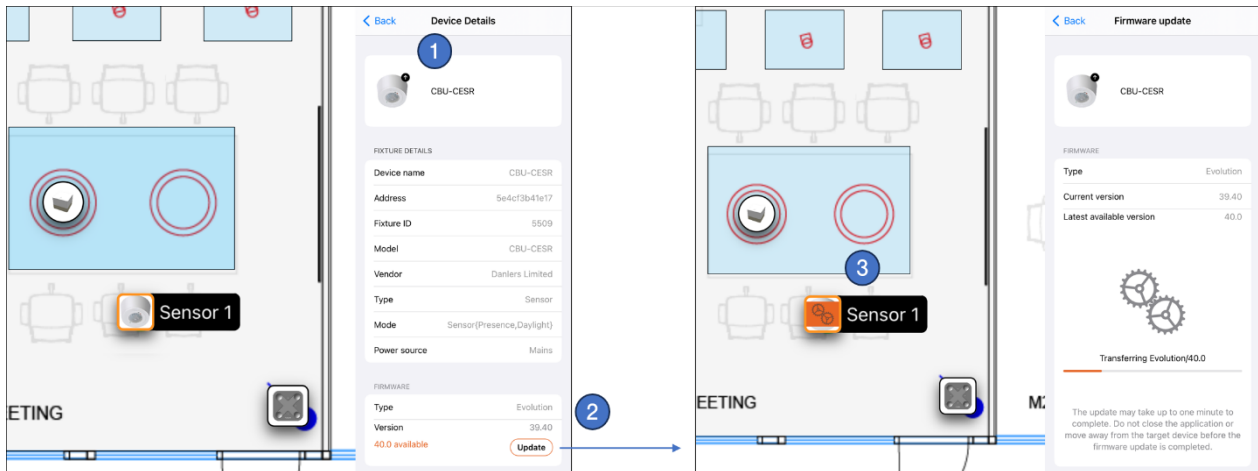 Back
Device Details
1
CBU-CESR
FIXTURE DETAILS
Device name CBU-CESR
Address 5e4cf3b41e17
Fixture ID 5509
Model CBU-CESR
Vendor Danlers Limited
Type Sensor
Mode Sensor(Presence,Daylight)
Power source Mains
FIRMWARE
Type Evolution
Version 39.40
40.0 available Update
2
Sensor 1
ETING
Back
Firmware update
CBU-CESR
FIRMWARE
Type Evolution
Current version 39.40
Latest available version 40.0
Transferring Evolution/40.0
The update may take up to one minute to
complete. Do not close the application or
move away from the target device before the
firmware update is completed.
3
Sensor 1
EETING
M2